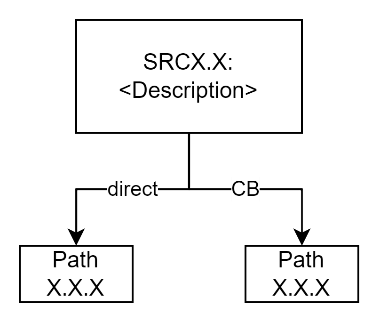 SRCX.X:
<Description>
direct
CB
Path
X.X.X
Path
X.X.X